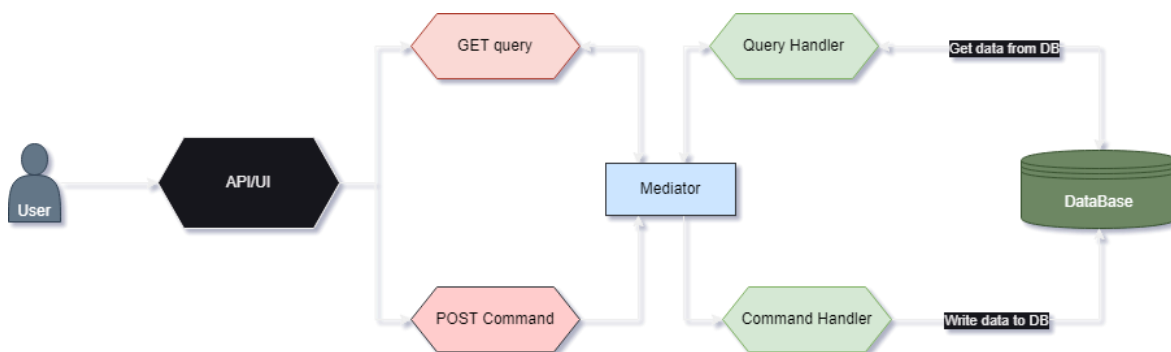 GET query
Query Handler
Get data from DB
User
API/UI
Mediator
DataBase
POST Command
Command Handler
Write data to DB